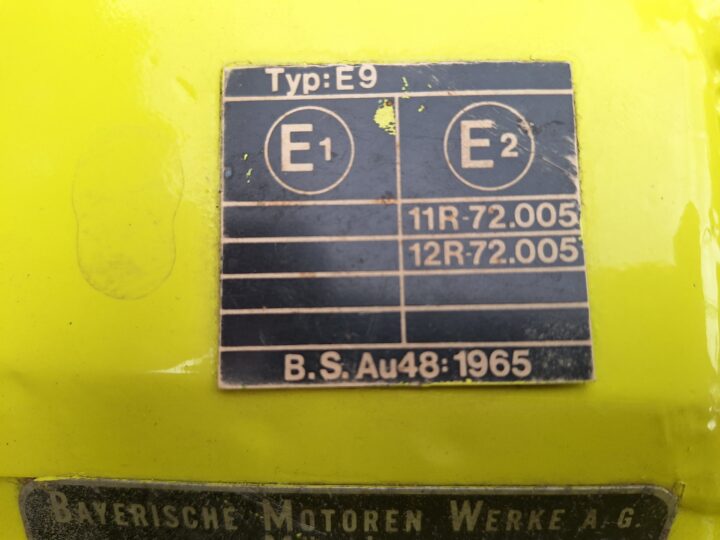 Typ: E9
E1 E2
11R-72.005
12R-72.005
B.S. Au48:1965
BAYERISCHE MOTOREN WERKE A.G.